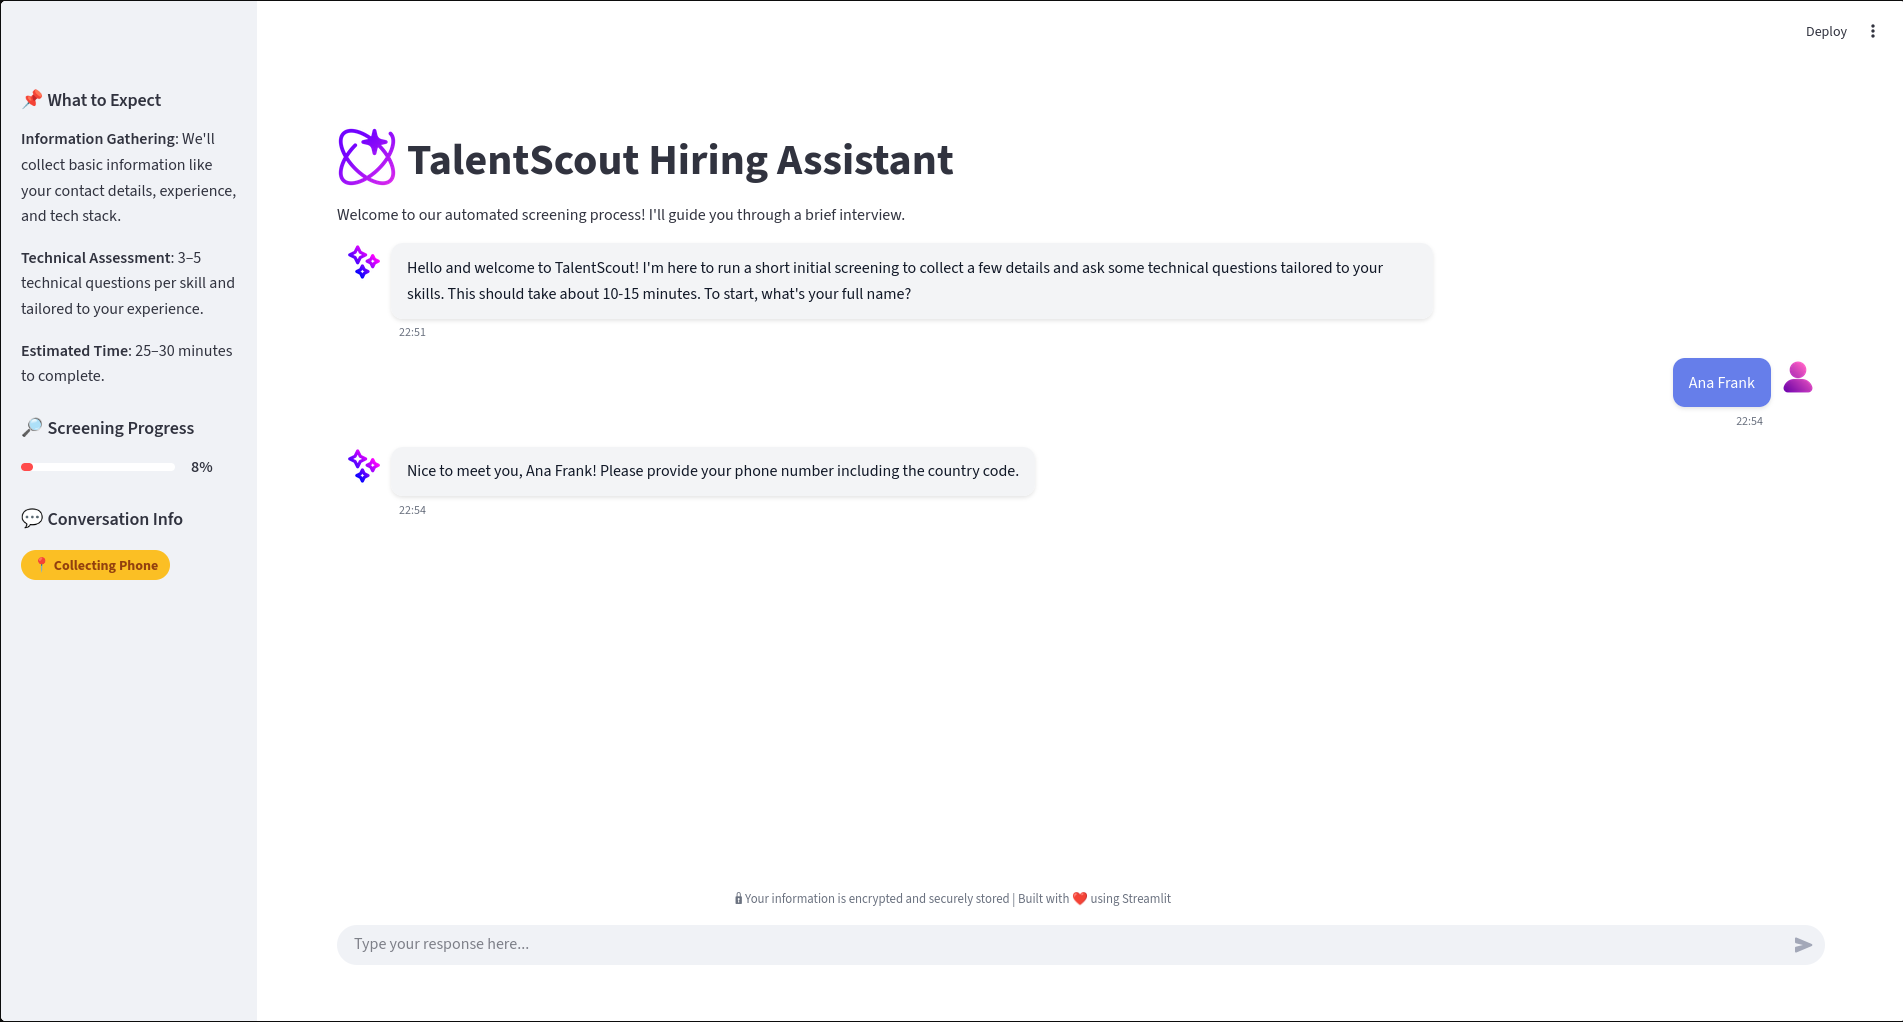 Deploy
📌 What to Expect
Information Gathering: We'll
collect basic information like
your contact details, experience,
and tech stack.
Technical Assessment: 3–5
technical questions per skill and
tailored to your experience.
Estimated Time: 25–30 minutes
to complete.
🔎 Screening Progress
8%
💬 Conversation Info
📍 Collecting Phone
TalentScout Hiring Assistant
Welcome to our automated screening process! I'll guide you through a brief interview.
Hello and welcome to TalentScout! I'm here to run a short initial screening to collect a few details and ask some technical questions tailored to your
skills. This should take about 10-15 minutes. To start, what's your full name?
22:51
Ana Frank
22:54
Nice to meet you, Ana Frank! Please provide your phone number including the country code.
22:54
🔒Your information is encrypted and securely stored | Built with ❤️ using Streamlit
Type your response here...